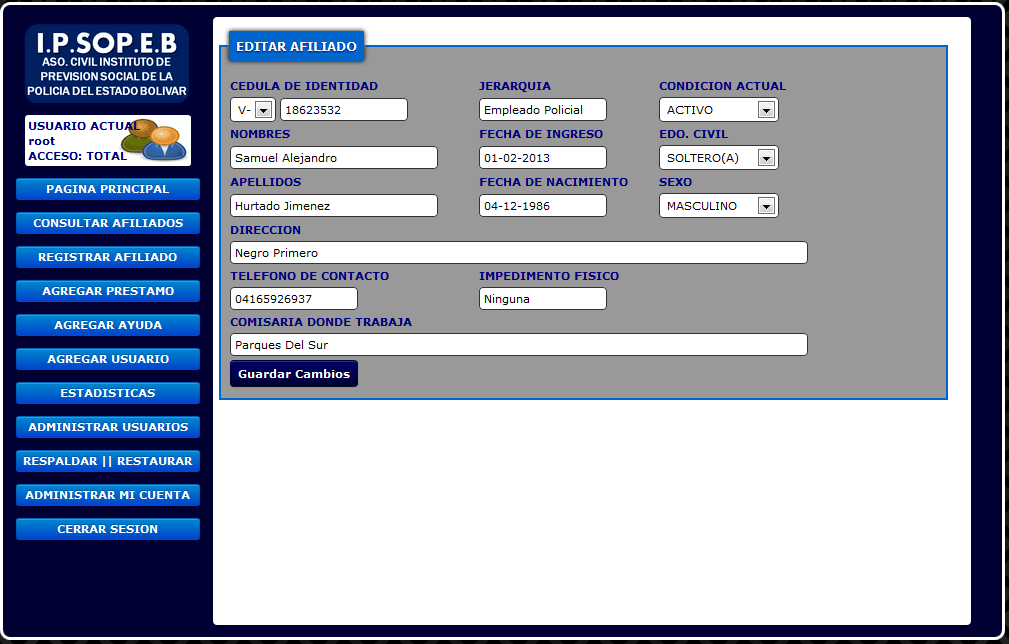 I.P.SOP.E.B
ASO. CIVIL INSTITUTO DE
PREVISION SOCIAL DE LA
POLICIA DEL ESTADO BOLIVAR
USUARIO ACTUAL
root
ACCESO: TOTAL
PAGINA PRINCIPAL
CONSULTAR AFILIADOS
REGISTRAR AFILIADO
AGREGAR PRESTAMO
AGREGAR AYUDA
AGREGAR USUARIO
ESTADISTICAS
ADMINISTRAR USUARIOS
RESPALDAR || RESTAURAR
ADMINISTRAR MI CUENTA
CERRAR SESION
EDITAR AFILIADO
CEDULA DE IDENTIDAD JERARQUIA CONDICION ACTUAL
V- 18623532 Empleado Policial ACTIVO
NOMBRES FECHA DE INGRESO EDO. CIVIL
Samuel Alejandro 01-02-2013 SOLTERO(A)
APELLIDOS FECHA DE NACIMIENTO SEXO
Hurtado Jimenez 04-12-1986 MASCULINO
DIRECCION
Negro Primero
TELEFONO DE CONTACTO IMPEDIMENTO FISICO
04165926937 Ninguna
COMISARIA DONDE TRABAJA
Parques Del Sur
Guardar Cambios